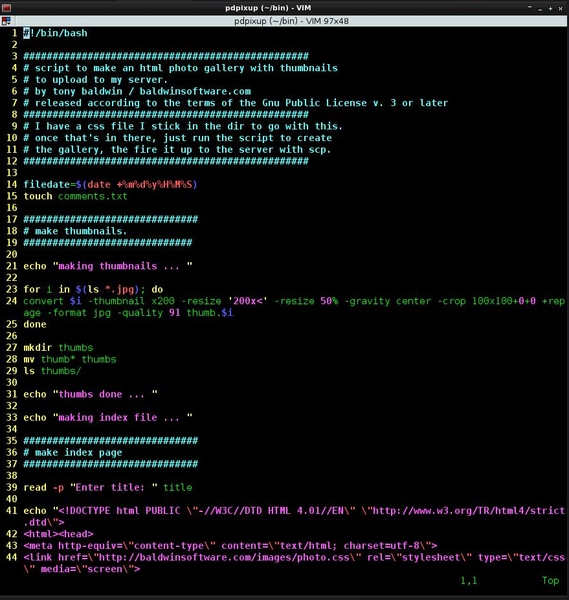 pdpixup (~/bin) - VIM
pdpixup (~/bin) - VIM 97x48
1 #!/bin/bash
2
3 #################################################
4 # script to make an html photo gallery with thumbnails
5 # to upload to my server.
6 # by tony baldwin / baldwinsoftware.com
7 # released according to the terms of the Gnu Public License v. 3 or later
8 #################################################
9 # I have a css file I stick in the dir to go with this.
10 # once that's in there, just run the script to create
11 # the gallery, the fire it up to the server with scp.
12 #################################################
13
14 filedate=$(date +%m%d%y%H%M%S)
15 touch comments.txt
16
17 ##############################
18 # make thumbnails.
19 #############################
20
21 echo "making thumbnails ... "
22
23 for i in $(ls *.jpg); do
24 convert $i -thumbnail x200 -resize '200x<' -resize 50% -gravity center -crop 100x100+0+0 +rep
age -format jpg -quality 91 thumb.$i
25 done
26
27 mkdir thumbs
28 mv thumb* thumbs
29 ls thumbs/
30
31 echo "thumbs done ... "
32
33 echo "making index file ... "
34
35 ##############################
36 # make index page
37 ##############################
38
39 read -p "Enter title: " title
40
41 echo "<!DOCTYPE html PUBLIC \"-//W3C//DTD HTML 4.01//EN\" \"http://www.w3.org/TR/html4/strict
.dtd\">
42 <html><head>
43 <meta http-equiv=\"content-type\" content=\"text/html; charset=utf-8\">
44 <link href=\"http://baldwinsoftware.com/images/photo.css\" rel=\"stylesheet\" type=\"text/css
\" media=\"screen\">
1,1 Top